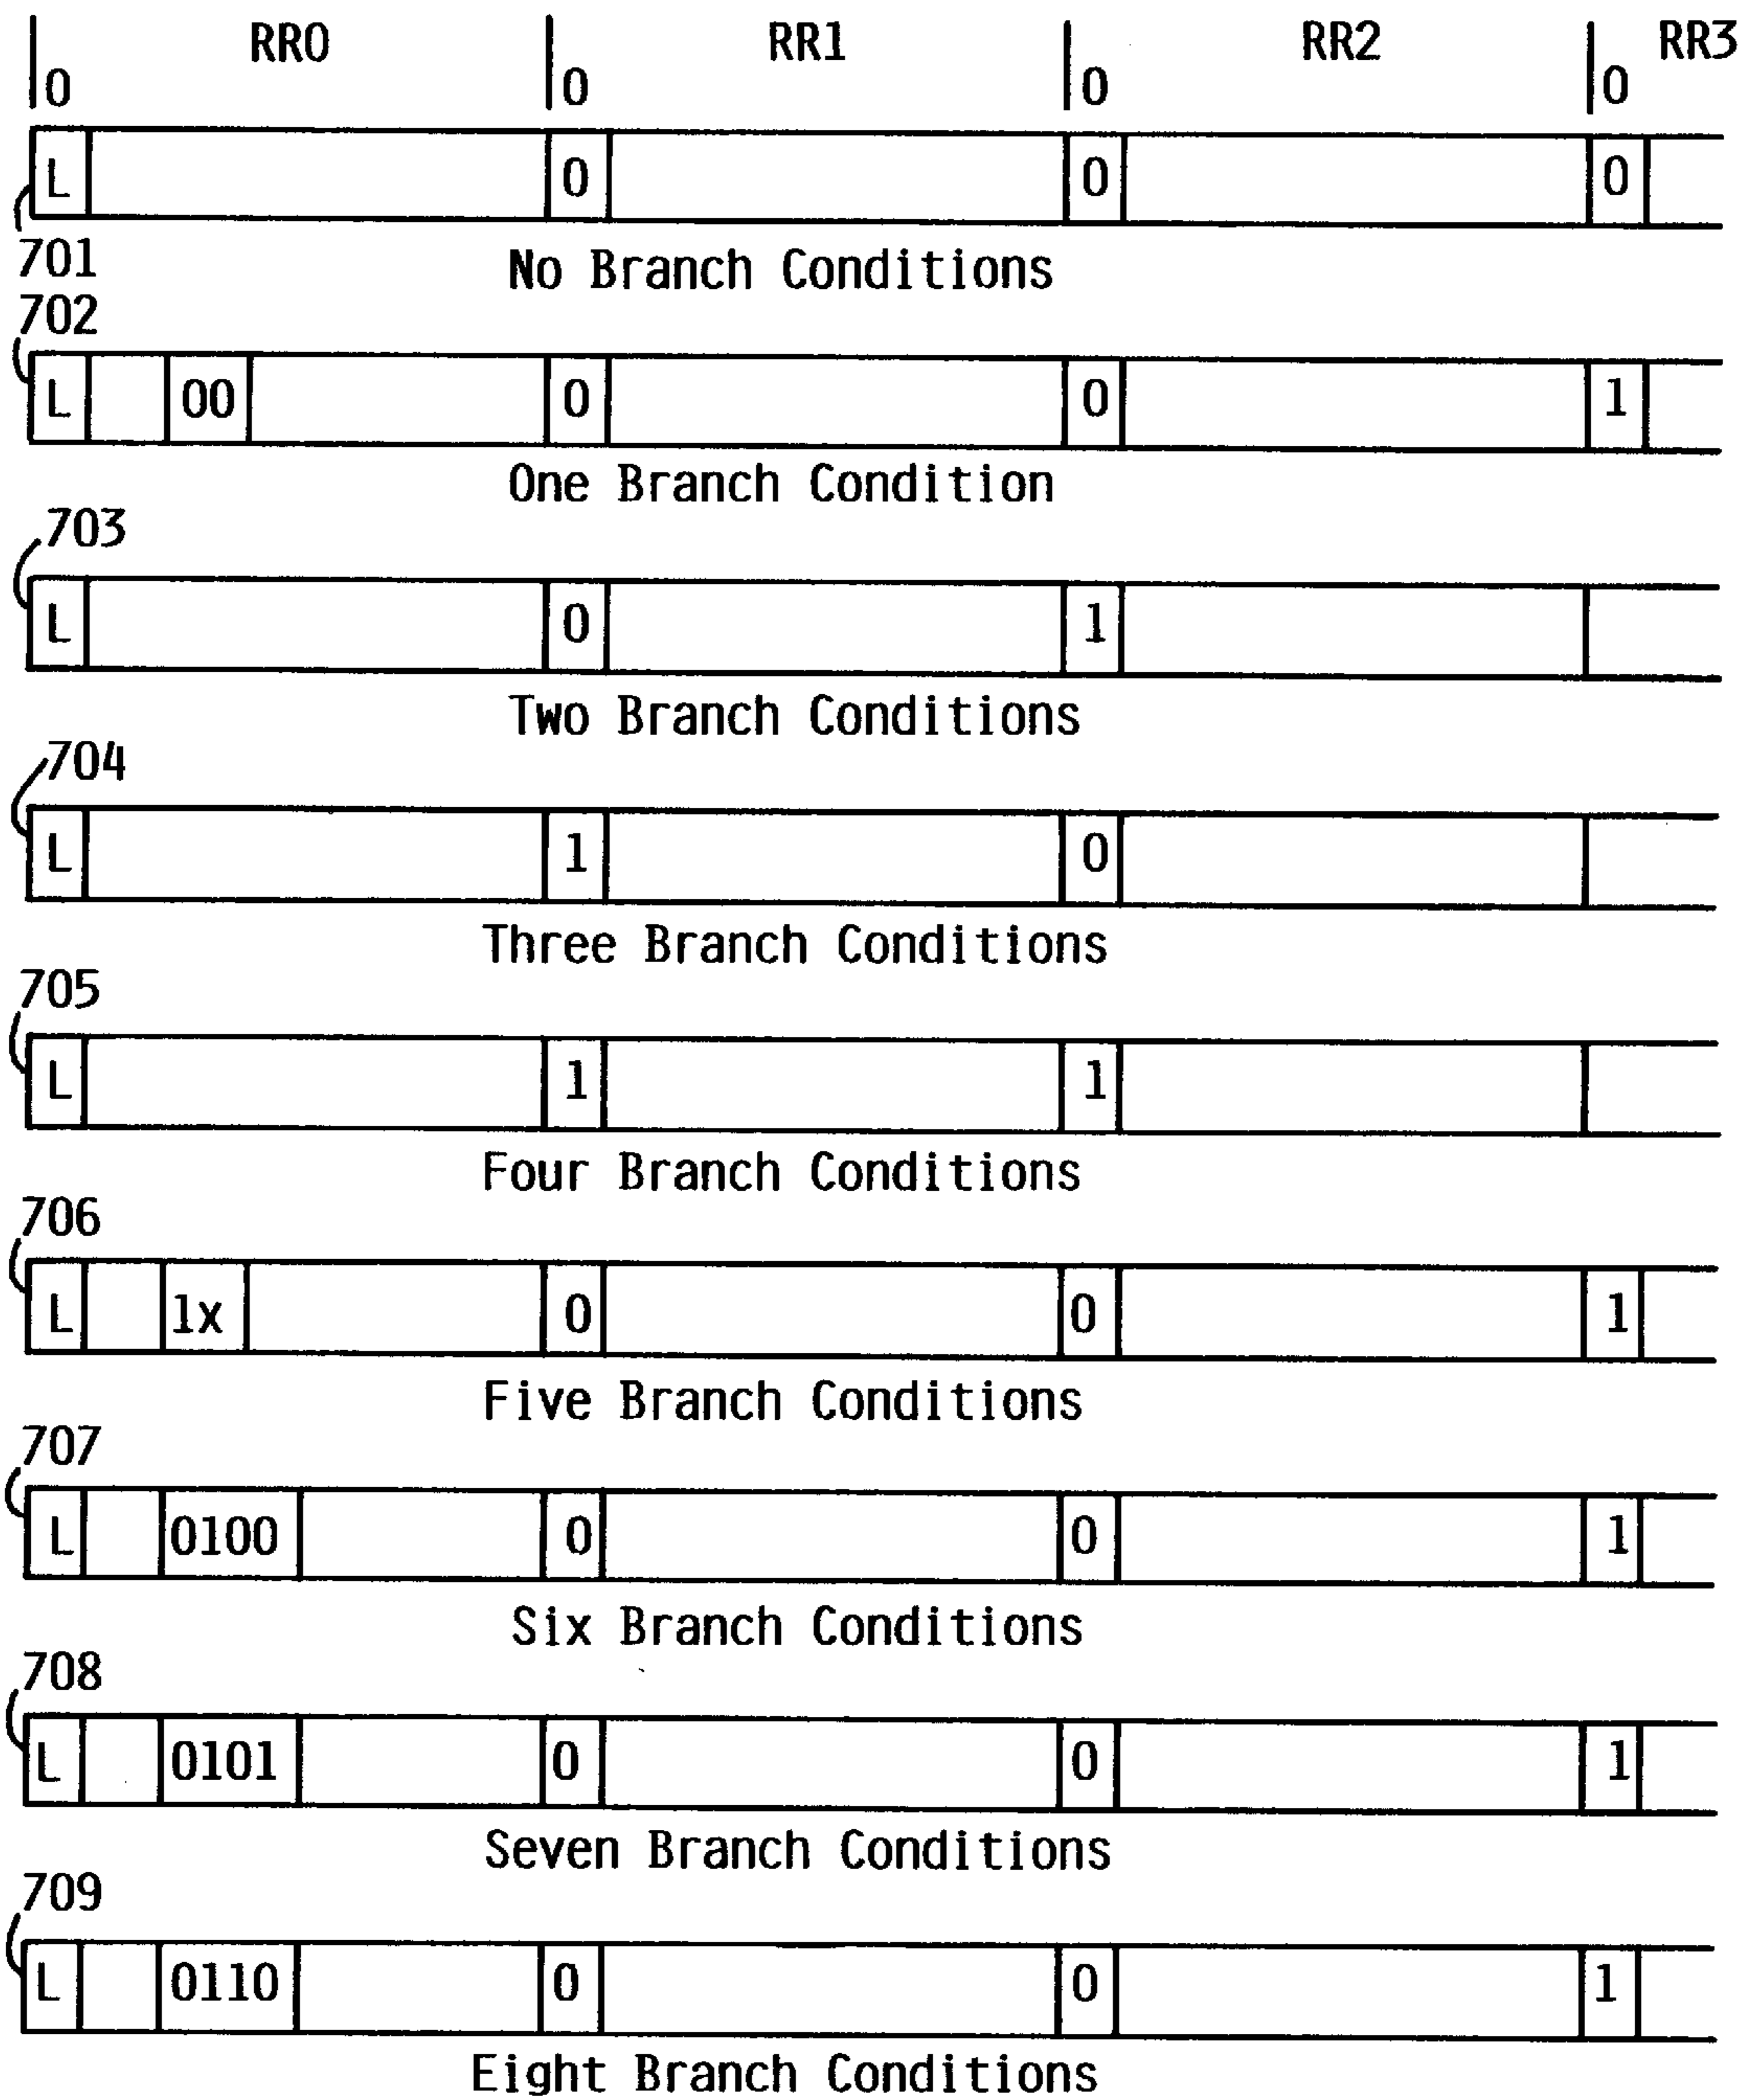 RR0 RR1 RR2 RR3
0 0 0 0
L 0 0 0
701 No Branch Conditions
702
L 00 0 0 1
One Branch Condition
703
L 0 1
Two Branch Conditions
704
L 1 0
Three Branch Conditions
705
L 1 1
Four Branch Conditions
706
L 1x 0 0 1
Five Branch Conditions
707
L 0100 0 0 1
Six Branch Conditions
708
L 0101 0 0 1
Seven Branch Conditions
709
L 0110 0 0 1
Eight Branch Conditions